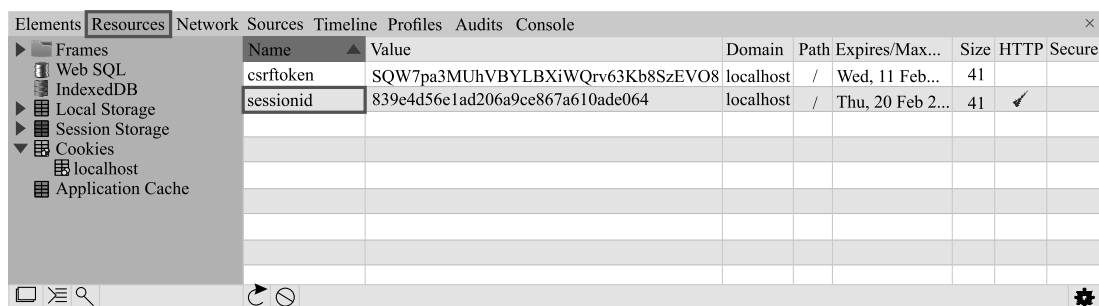 Elements Resources Network Sources Timeline Profiles Audits Console ×
Frames
Web SQL
IndexedDB
Local Storage
Session Storage
Cookies
localhost
Application Cache
Name Value Domain Path Expires/Max... Size HTTP Secure
csrftoken SQW7pa3MUhVBYLBXiWQrv63Kb8SzEVO8 localhost / Wed, 11 Feb... 41
sessionid 839e4d56e1ad206a9ce867a610ade064 localhost / Thu, 20 Feb 2... 41 ✓